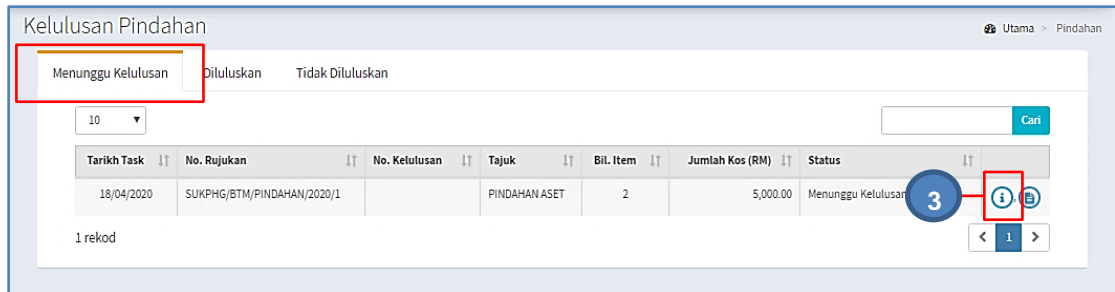 Kelulusan Pindahan
Utama > Pindahan
Menunggu Kelulusan Diluluskan Tidak Diluluskan
10
Cari
Tarikh Task No. Rujukan No. Kelulusan Tajuk Bil. Item Jumlah Kos (RM) Status
18/04/2020 SUKPHG/BTM/PINDAHAN/2020/1 PINDAHAN ASET 2 5,000.00 Menunggu Kelulusan
3
1 rekod
< 1 >